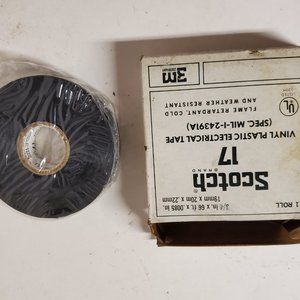 1 ROLL
3/4 in. x 66 ft. x .0085 in.
19mm x 20m x .22mm
Scotch
BRAND
17
VINYL PLASTIC ELECTRICAL TAPE
(SPEC. MIL-I-24391A)
FLAME RETARDANT, COLD
AND WEATHER RESISTANT
UL
3M